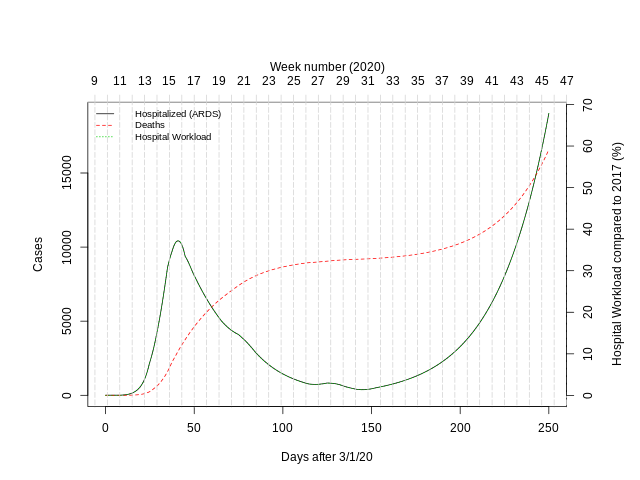 Week number (2020)
9 11 13 15 17 19 21 23 25 27 29 31 33 35 37 39 41 43 45 47
Hospitalized (ARDS)
Deaths
Hospital Workload
Cases
0 5000 10000 15000
Hospital Workload compared to 2017 (%)
0 10 20 30 40 50 60 70
0 50 100 150 200 250
Days after 3/1/20